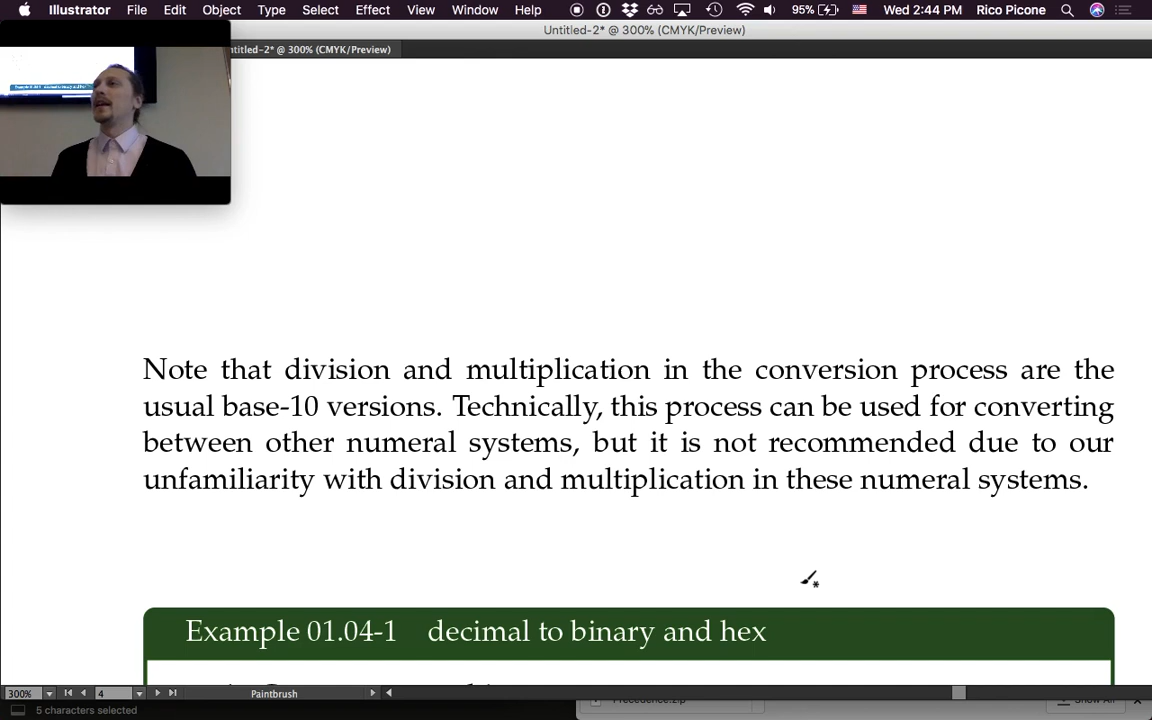 Illustrator File Edit Object Type Select Effect View Window Help 95% Wed 2:44 PM Rico Picone
Untitled-2* @ 300% (CMYK/Preview)
ntitled-2* @ 300% (CMYK/Preview)
Note that division and multiplication in the conversion process are the
usual base-10 versions. Technically, this process can be used for converting
between other numeral systems, but it is not recommended due to our
unfamiliarity with division and multiplication in these numeral systems.
Example 01.04-1 decimal to binary and hex
300% 4 Paintbrush
5 characters selected